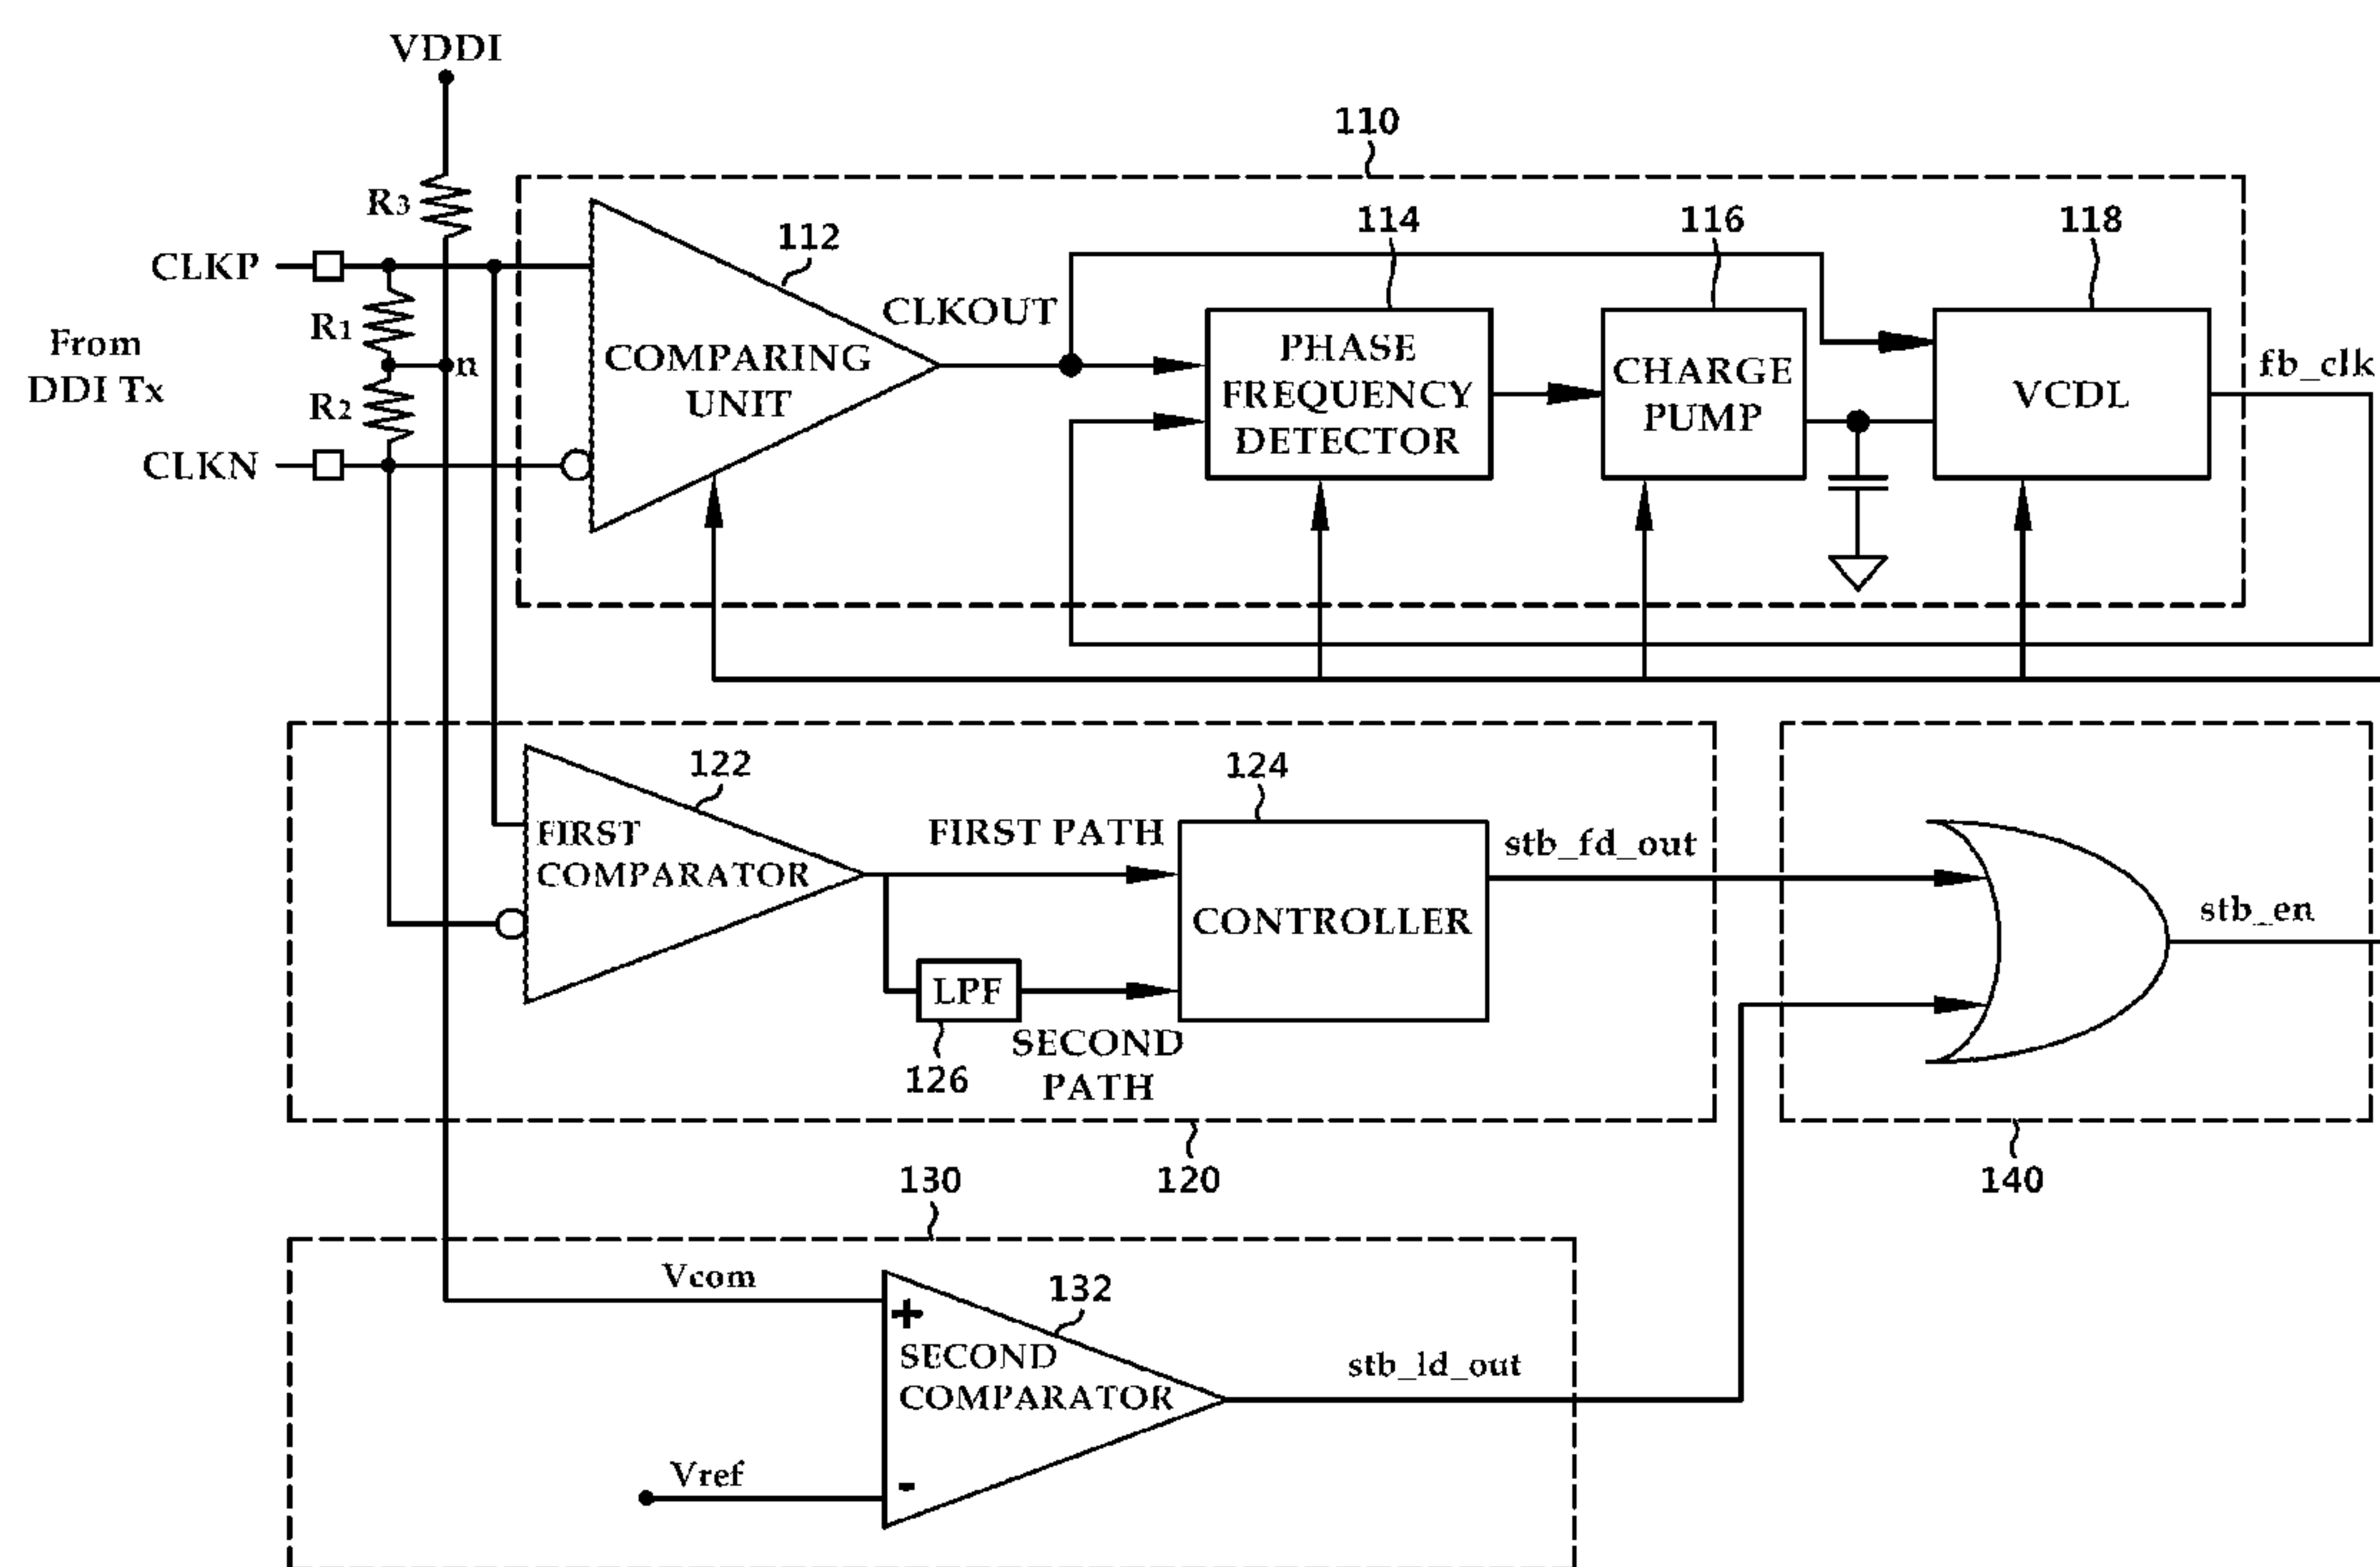 VDDI
110
R3
112
114
116
118
CLKP
CLKOUT
From
DDI Tx
R1
n
R2
COMPARING
UNIT
PHASE
FREQUENCY
DETECTOR
CHARGE
PUMP
VCDL
fb_clk
CLKN
122
124
FIRST
COMPARATOR
FIRST PATH
stb_fd_out
CONTROLLER
stb_en
LPF
SECOND
PATH
126
130
120
140
Vcom
132
+
SECOND
COMPARATOR
stb_ld_out
Vref
-